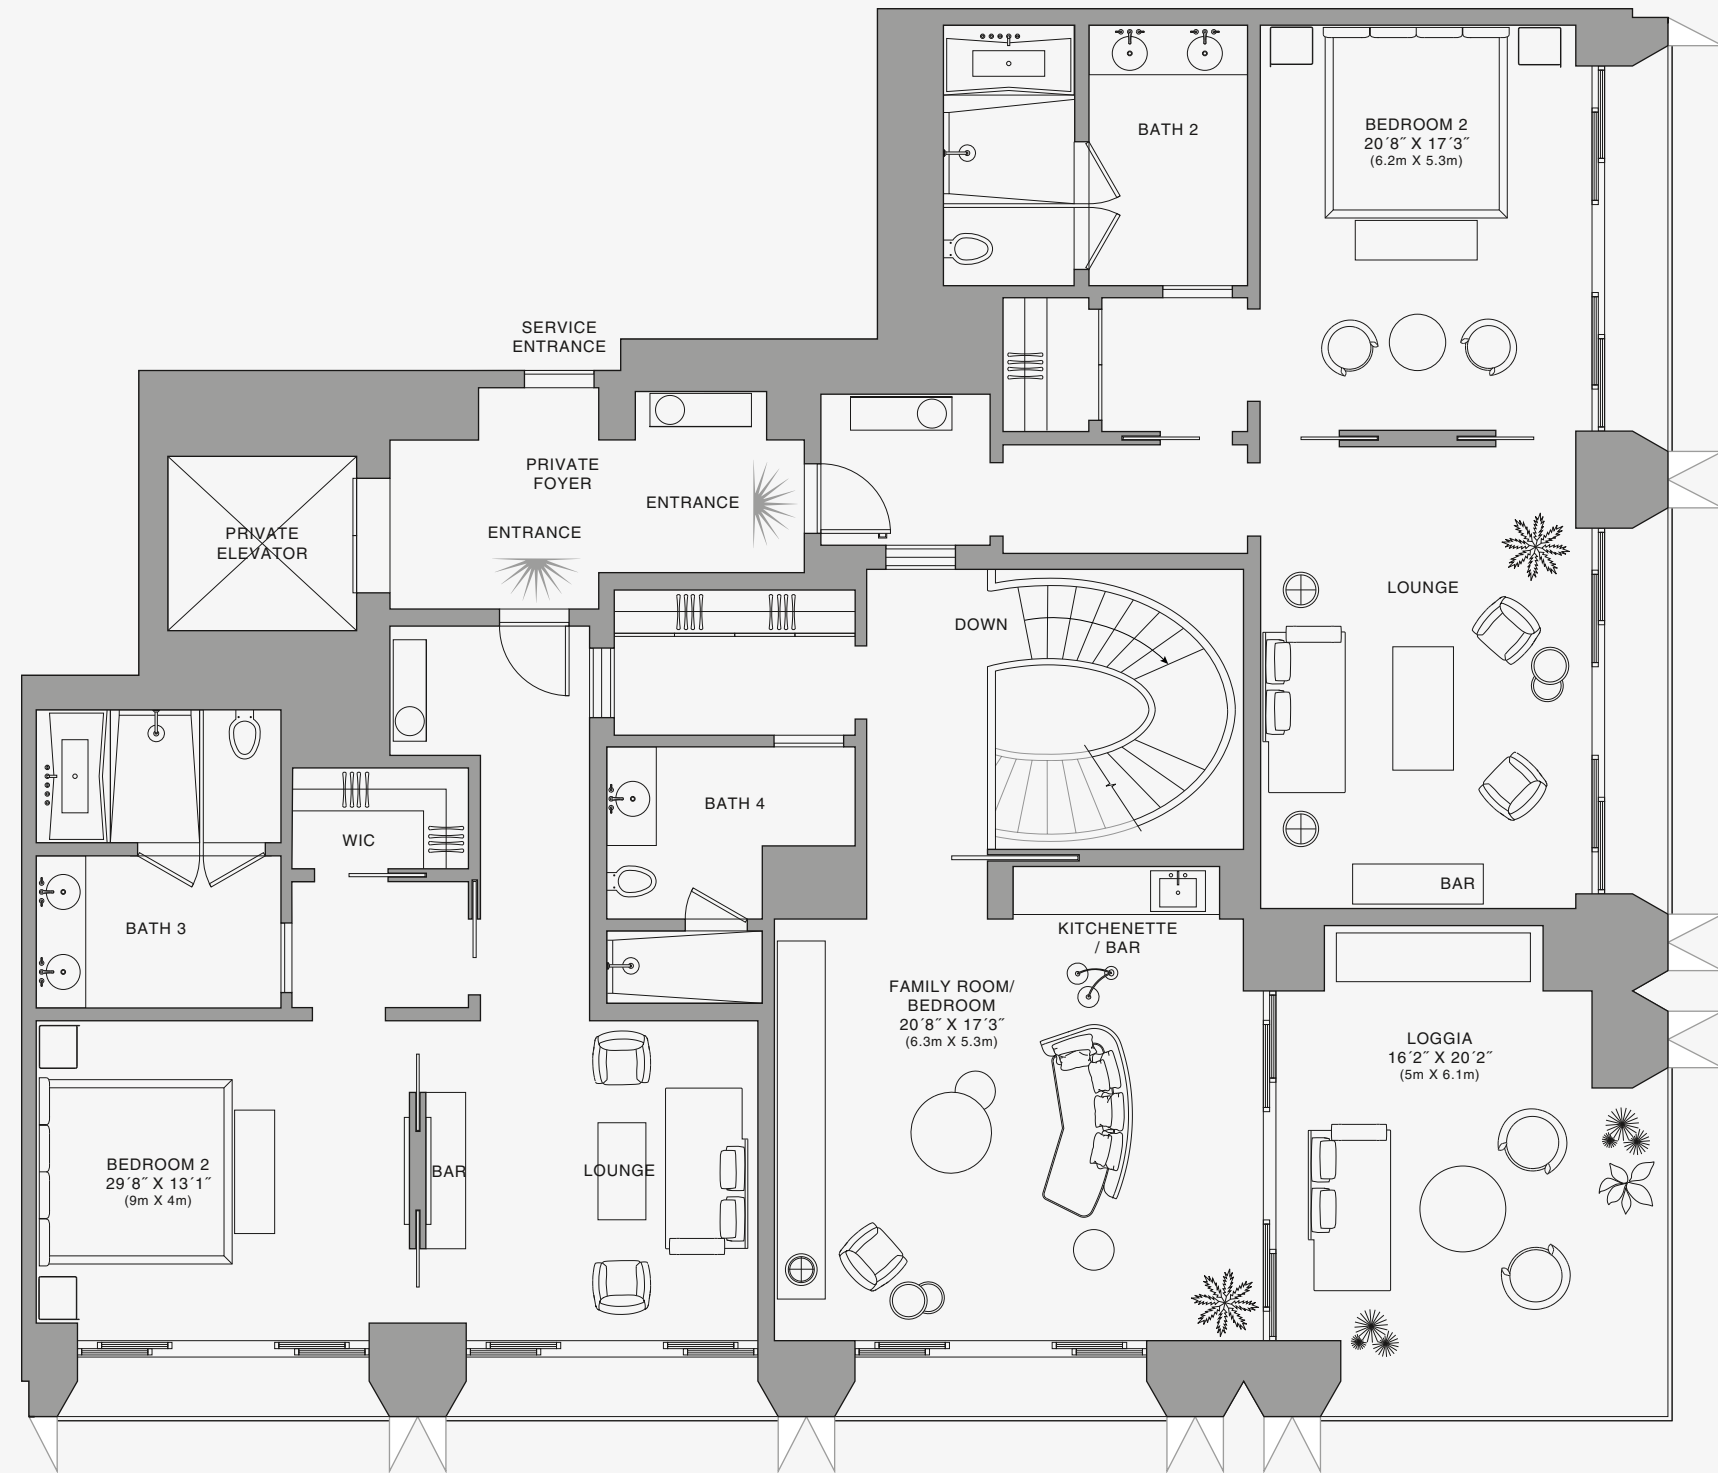 BATH 2
BEDROOM 2
20´8˝ X 17´3˝
(6.2m X 5.3m)
SERVICE
ENTRANCE
PRIVATE
FOYER
ENTRANCE
ENTRANCE
PRIVATE
ELEVATOR
LOUNGE
DOWN
BATH 4
WIC
BAR
BATH 3
KITCHENETTE
/ BAR
FAMILY ROOM/
BEDROOM
20´8˝ X 17´3˝
(6.3m X 5.3m)
LOGGIA
16´2˝ X 20´2˝
(5m X 6.1m)
BEDROOM 2
29´8˝ X 13´1˝
(9m X 4m)
BAR
LOUNGE